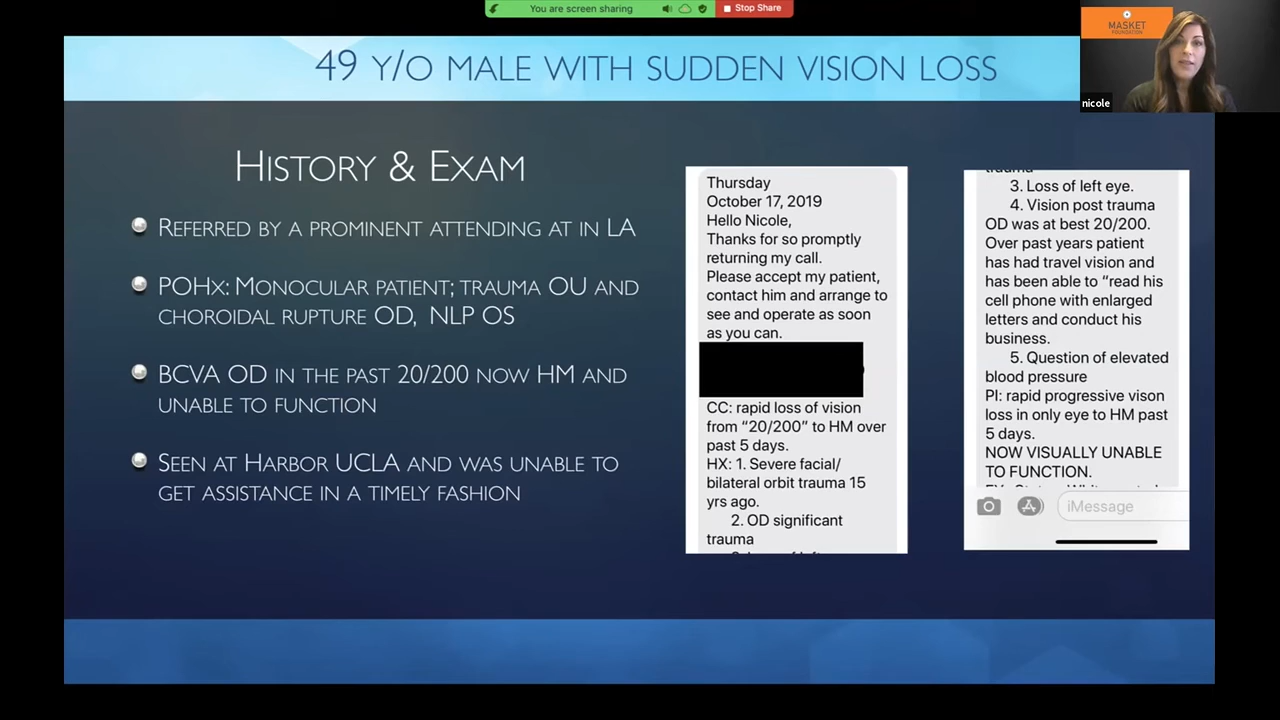 You are screen sharing
Stop Share
MASKET
FOUNDATION
nicole
49 Y/O MALE WITH SUDDEN VISION LOSS
HISTORY & EXAM
REFERRED BY A PROMINENT ATTENDING AT IN LA
POHX: MONOCULAR PATIENT; TRAUMA OU AND
CHOROIDAL RUPTURE OD, NLP OS
BCVA OD IN THE PAST 20/200 NOW HM AND
UNABLE TO FUNCTION
SEEN AT HARBOR UCLA AND WAS UNABLE TO
GET ASSISTANCE IN A TIMELY FASHION
Thursday
October 17, 2019
Hello Nicole,
Thanks for so promptly
returning my call.
Please accept my patient,
contact him and arrange to
see and operate as soon
as you can.
CC: rapid loss of vision
from “20/200” to HM over
past 5 days.
HX: 1. Severe facial/
bilateral orbit trauma 15
yrs ago.
2. OD significant
trauma
trauma
3. Loss of left eye.
4. Vision post trauma
OD was at best 20/200.
Over past years patient
has had travel vision and
has been able to “read his
cell phone with enlarged
letters and conduct his
business.
5. Question of elevated
blood pressure
PI: rapid progressive vison
loss in only eye to HM past
5 days.
NOW VISUALLY UNABLE
TO FUNCTION.
iMessage